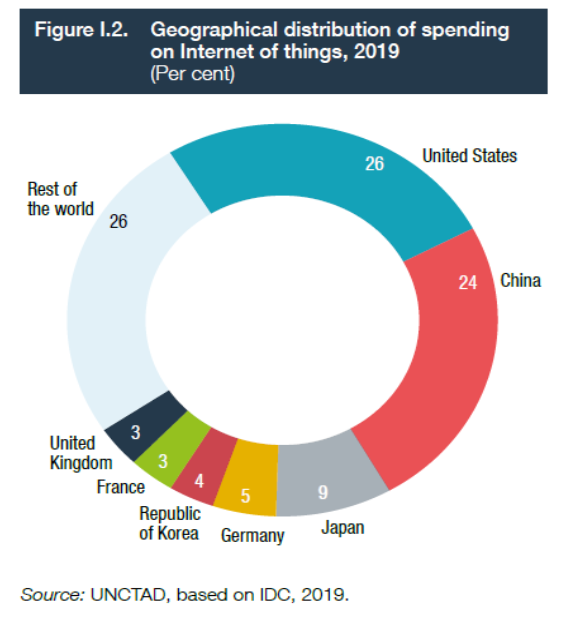 Figure I.2. Geographical distribution of spending
on Internet of things, 2019
(Per cent)
26
United States
24
China
9
Japan
5
Germany
4
Republic
of Korea
3
France
3
United
Kingdom
26
Rest of
the world
Source: UNCTAD, based on IDC, 2019.